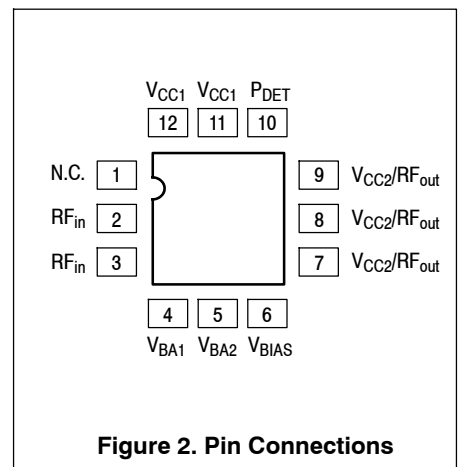 VCC1 VCC1 PDET
12 11 10
N.C. 1 9 VCC2/RFout
RFin 2 8 VCC2/RFout
RFin 3 7 VCC2/RFout
4 5 6
VBA1 VBA2 VBIAS
Figure 2. Pin Connections